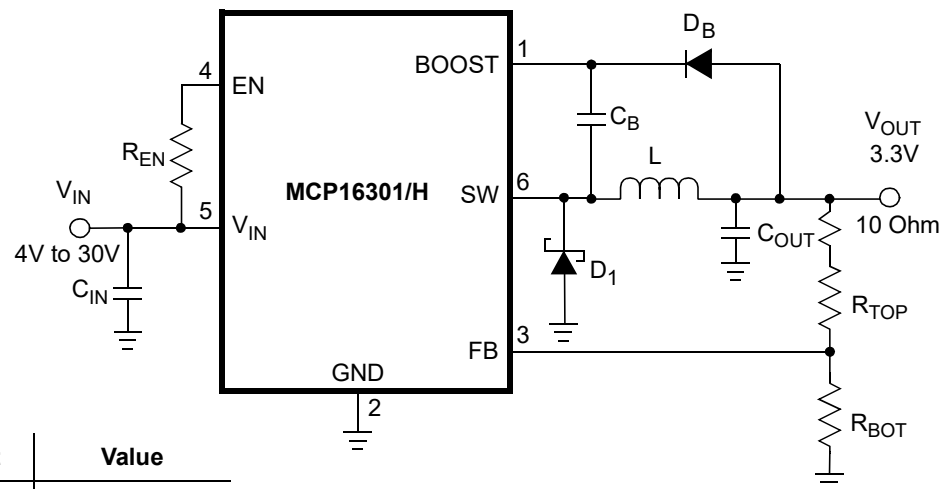 D_B
1
BOOST
4
EN
C_B
V_OUT
3.3V
R_EN
L
MCP16301/H
SW
6
V_IN
5
V_IN
4V to 30V
C_OUT
10 Ohm
C_IN
D_1
R_TOP
3
FB
GND
2
R_BOT
Value